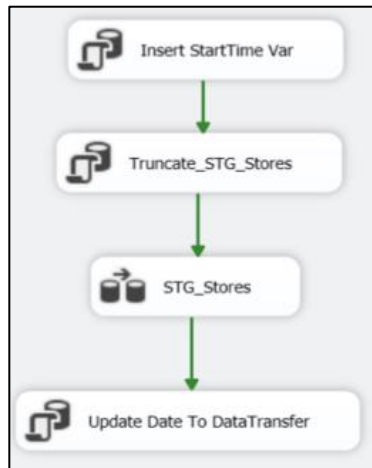 Insert StartTime Var
Truncate_STG_Stores
STG_Stores
Update Date To DataTransfer